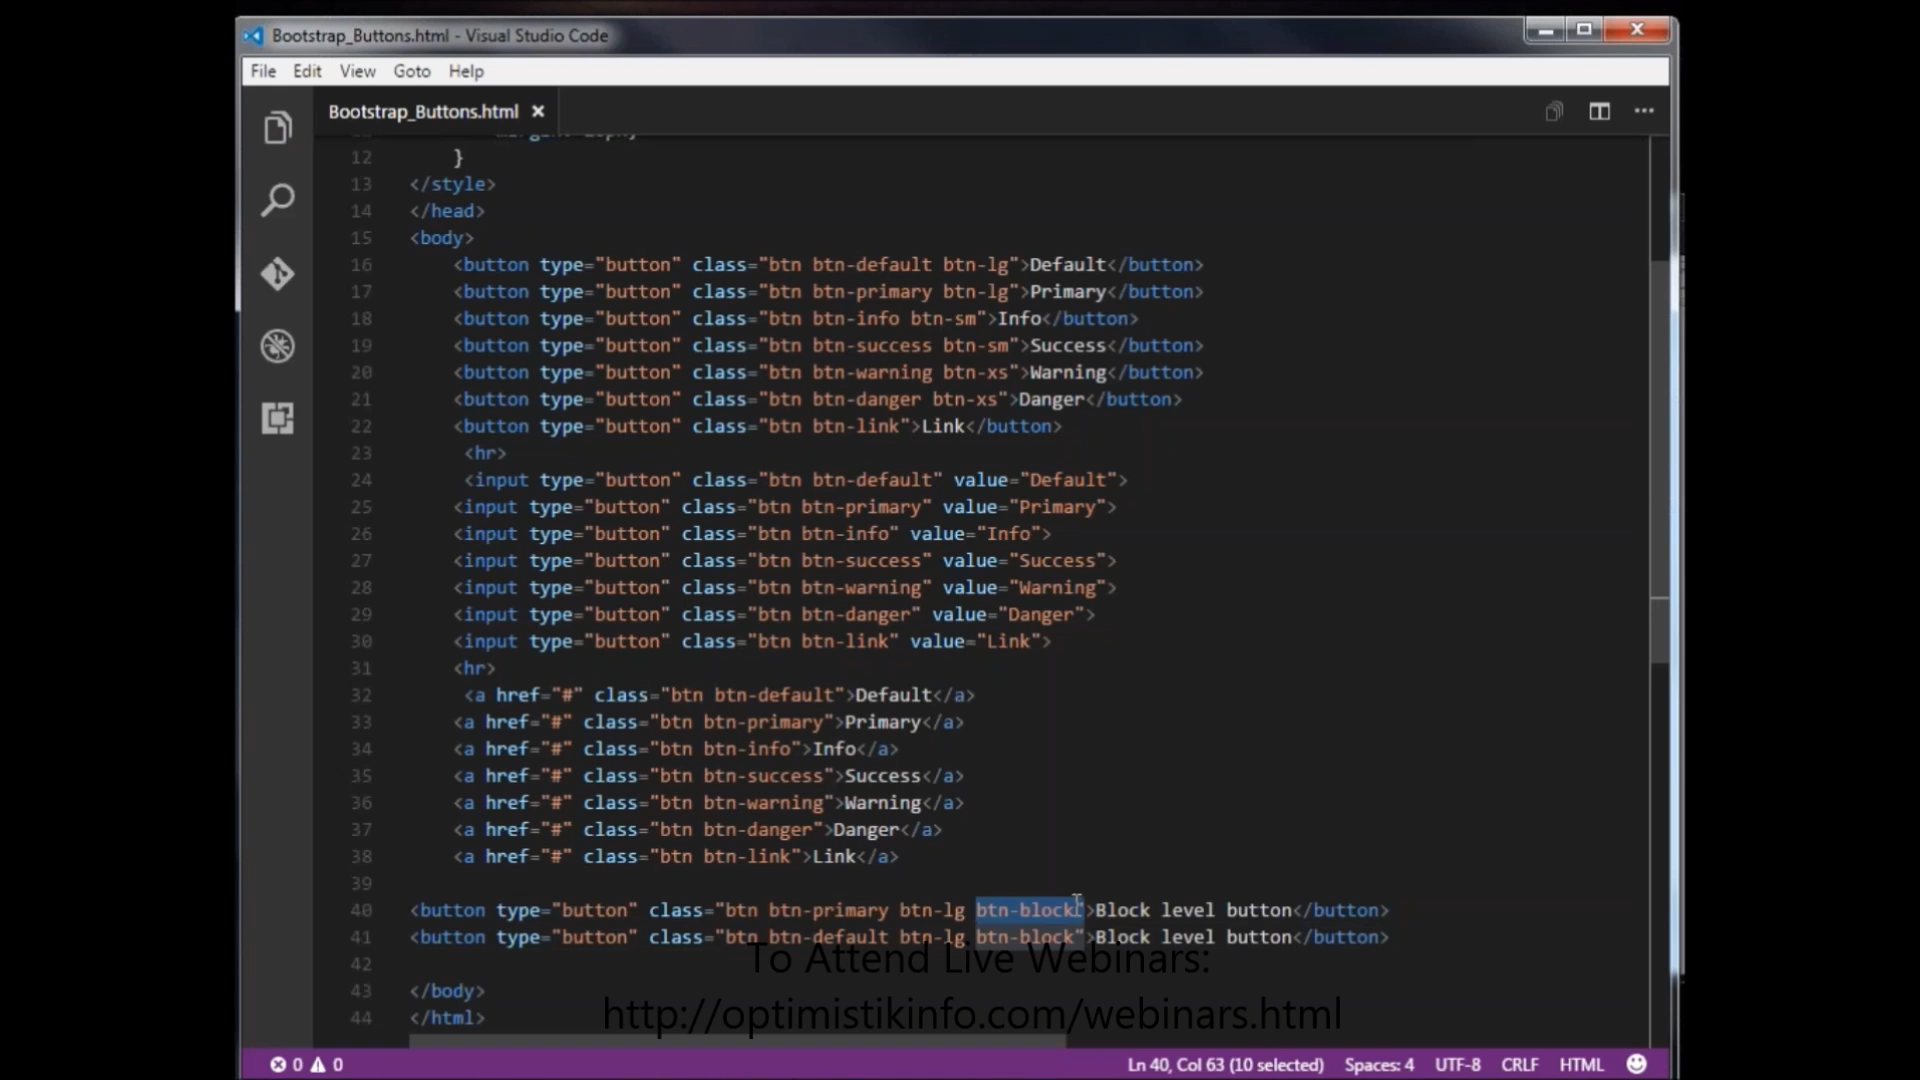 Bootstrap_Buttons.html - Visual Studio Code
File Edit View Goto Help
Bootstrap_Buttons.html
12 }
13 </style>
14 </head>
15 <body>
16 <button type="button" class="btn btn-default btn-lg">Default</button>
17 <button type="button" class="btn btn-primary btn-lg">Primary</button>
18 <button type="button" class="btn btn-info btn-sm">Info</button>
19 <button type="button" class="btn btn-success btn-sm">Success</button>
20 <button type="button" class="btn btn-warning btn-xs">Warning</button>
21 <button type="button" class="btn btn-danger btn-xs">Danger</button>
22 <button type="button" class="btn btn-link">Link</button>
23 <hr>
24 <input type="button" class="btn btn-default" value="Default">
25 <input type="button" class="btn btn-primary" value="Primary">
26 <input type="button" class="btn btn-info" value="Info">
27 <input type="button" class="btn btn-success" value="Success">
28 <input type="button" class="btn btn-warning" value="Warning">
29 <input type="button" class="btn btn-danger" value="Danger">
30 <input type="button" class="btn btn-link" value="Link">
31 <hr>
32 <a href="#" class="btn btn-default">Default</a>
33 <a href="#" class="btn btn-primary">Primary</a>
34 <a href="#" class="btn btn-info">Info</a>
35 <a href="#" class="btn btn-success">Success</a>
36 <a href="#" class="btn btn-warning">Warning</a>
37 <a href="#" class="btn btn-danger">Danger</a>
38 <a href="#" class="btn btn-link">Link</a>
39
40 <button type="button" class="btn btn-primary btn-lg btn-block">Block level button</button>
41 <button type="button" class="btn btn-default btn-lg btn-block">Block level button</button>
To Attend Live Webinars:
42
43 </body>
http://optimistikinfo.com/webinars.html
44 </html>
0 0 Ln 40, Col 63 (10 selected) Spaces: 4 UTF-8 CRLF HTML